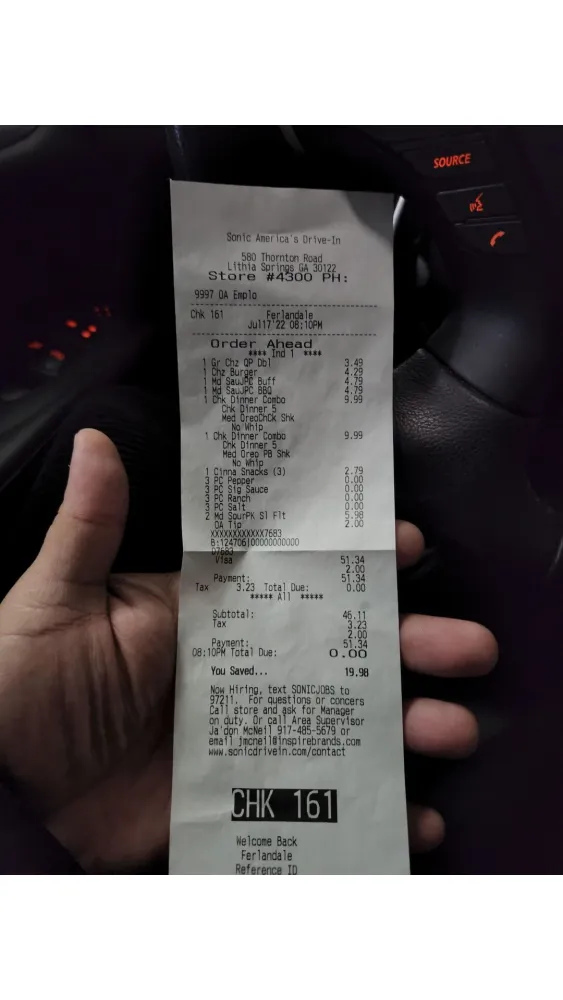 SOURCE
Sonic America's Drive-In
580 Thornton Road
Lithia Springs GA 30122
Store #4300 PH:
9997 OA Emplo
Chk 161 Ferlandale
Jul17'22 08:10PM
Order Ahead
**** Ind 1 ****
1 Gr Chz QP Dbl 3.49
1 Chz Burger 4.29
1 Md SauJPC Buff 4.79
1 Md SauJPC BBQ 4.79
1 Chk Dinner Combo 9.99
Chk Dinner 5
Med OreoChCk Shk
No Whip
1 Chk Dinner Combo 9.99
Chk Dinner 5
Med Oreo PB Shk
No Whip
1 Cinna Snacks (3) 2.79
3 PC Pepper 0.00
3 PC Sig Sauce 0.00
3 PC Ranch 0.00
3 PC Salt 0.00
2 Md SourPK Sl Flt 5.98
OA Tip 2.00
XXXXXXXXXXXX7683
B:124706|0000000000
07683
Visa 51.34
2.00
Payment: 51.34
Tax 3.23 Total Due: 0.00
***** All *****
Subtotal: 46.11
Tax 3.23
2.00
Payment: 51.34
08:10PM Total Due: 0.00
You Saved... 19.98
Now Hiring, text SONICJOBS to
97211. For questions or concers
Call store and ask for Manager
on duty. Or call Area Supervisor
Ja'don McNeil 917-485-5679 or
email jmcneil@inspirebrands.com
www.sonicdrivein.com/contact
CHK 161
Welcome Back
Ferlandale
Reference ID